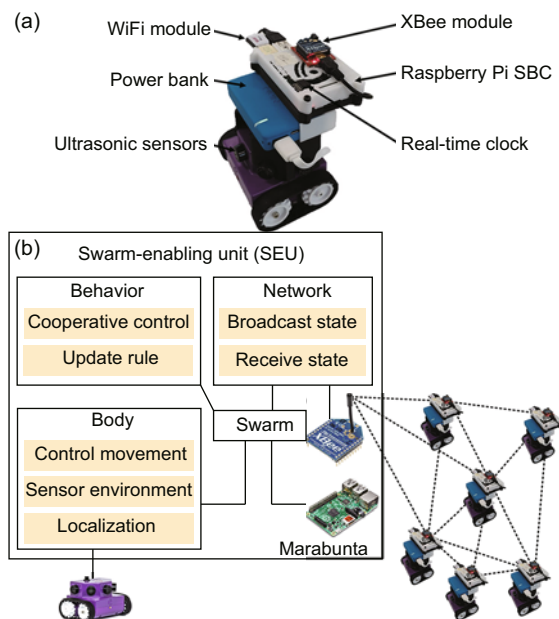 (a)
WiFi module
XBee module
Power bank
Raspberry Pi SBC
Ultrasonic sensors
Real-time clock
(b)
Swarm-enabling unit (SEU)
Behavior
Network
Cooperative control
Broadcast state
Update rule
Receive state
Swarm
XBee
Body
Control movement
Sensor environment
Localization
Marabunta